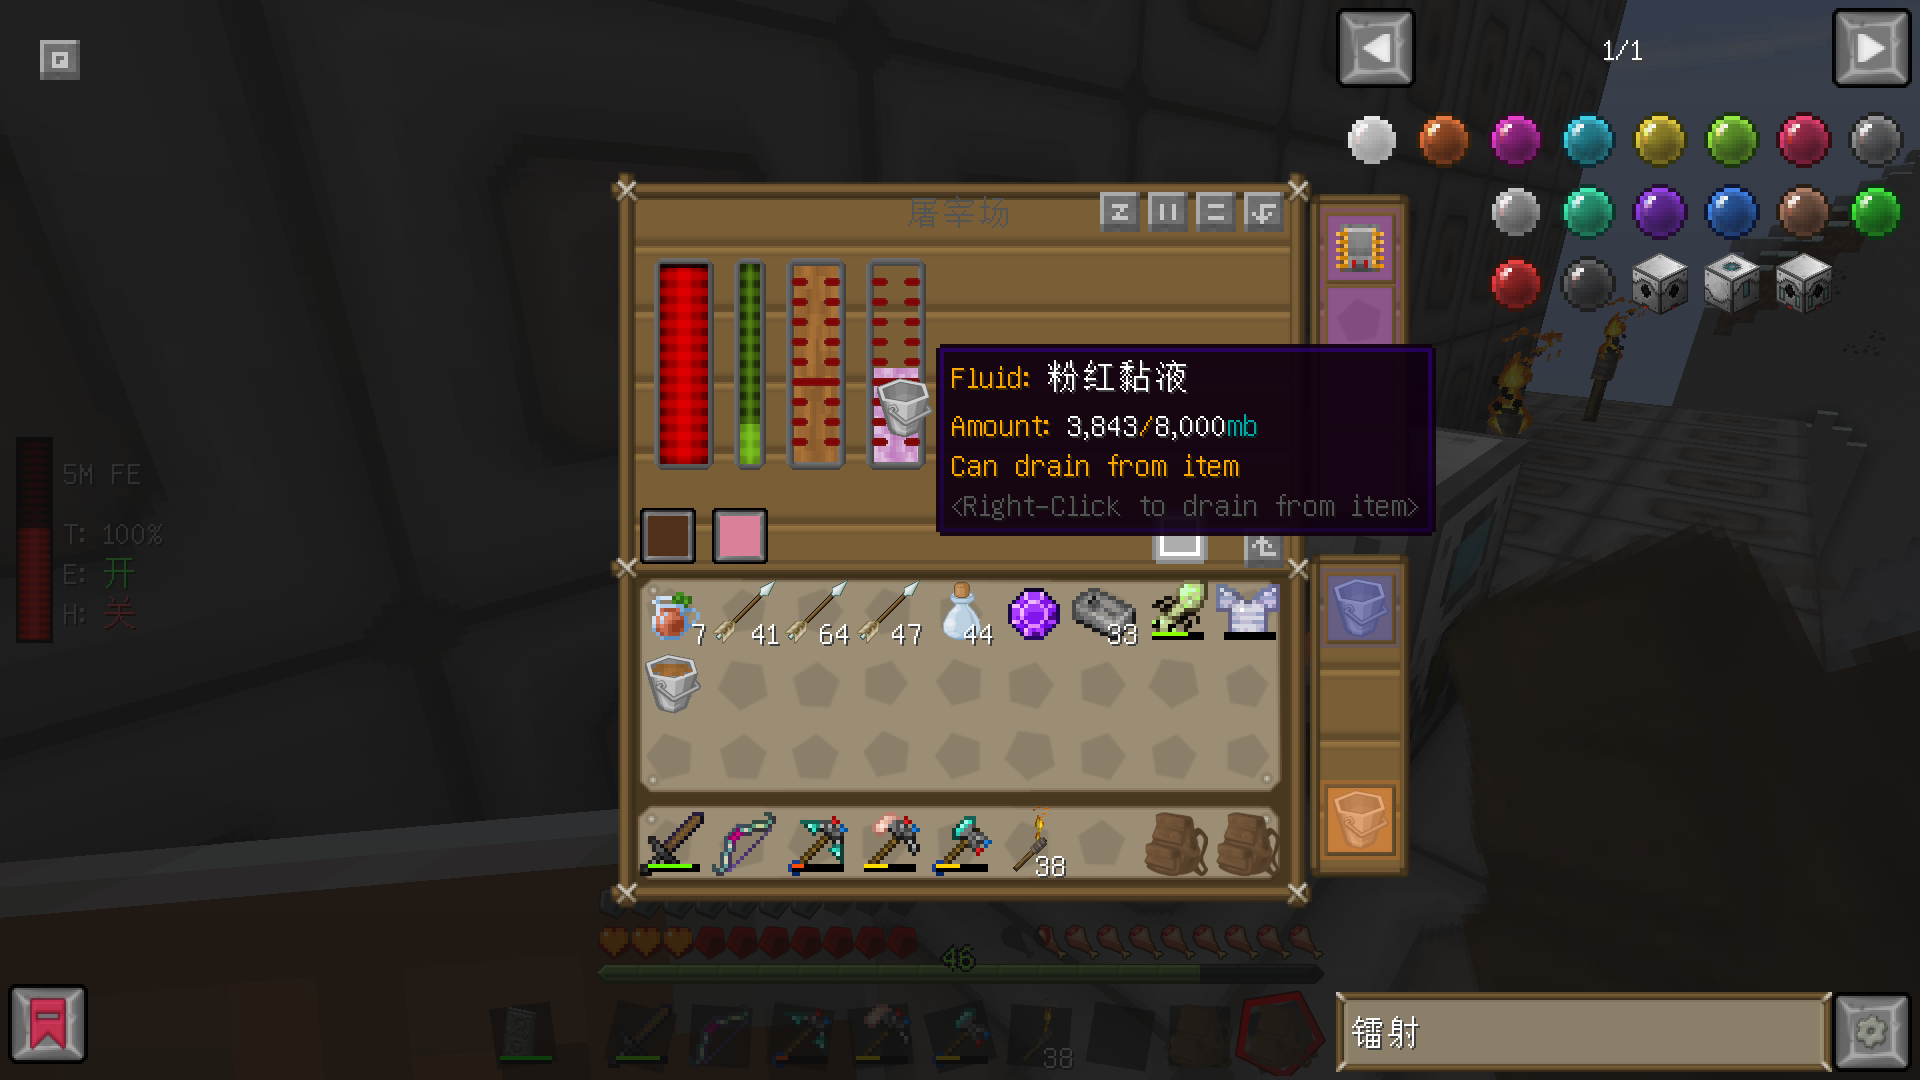 1/1
屠宰场
Fluid: 粉红黏液
Amount: 3,843/8,000mb
Can drain from item
<Right-Click to drain from item>
5M FE
T: 100%
E: 开
H: 关
7
41
64
47
44
33
38
46
38
镭射